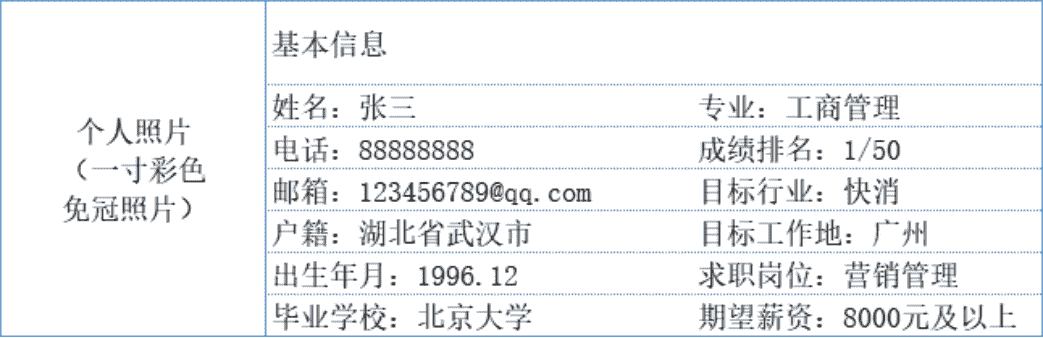 个人照片
（一寸彩色
免冠照片）
基本信息
姓名：张三 专业：工商管理
电话：88888888 成绩排名：1/50
邮箱：123456789@qq.com 目标行业：快消
户籍：湖北省武汉市 目标工作地：广州
出生年月：1996.12 求职岗位：营销管理
毕业学校：北京大学 期望薪资：8000元及以上